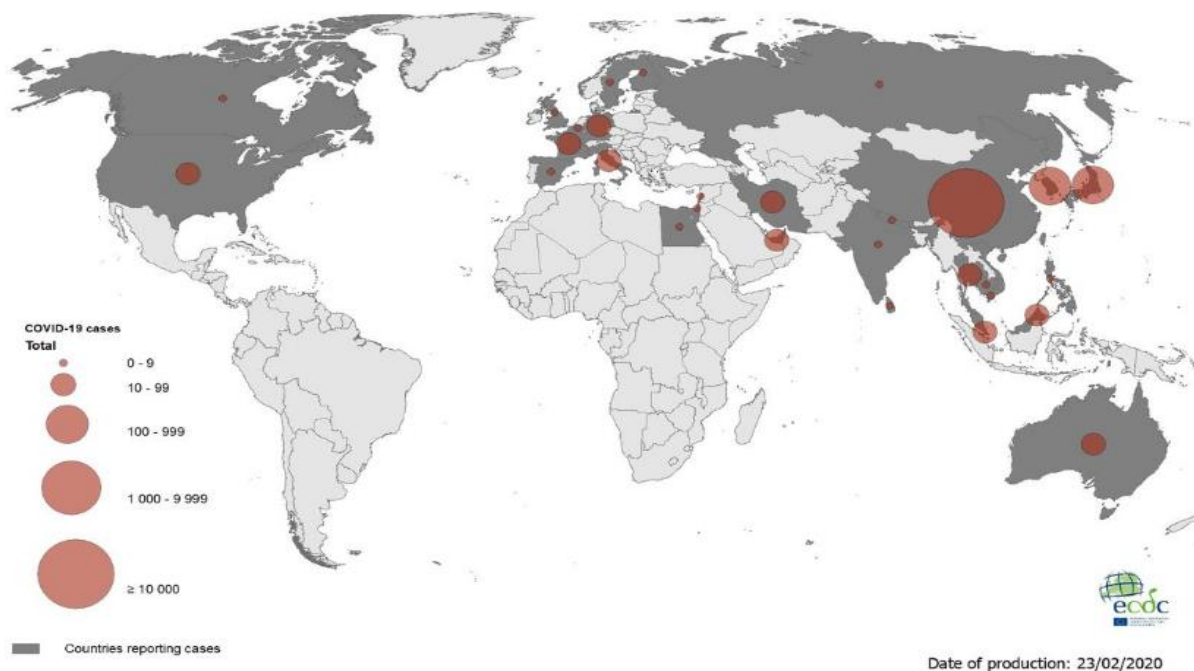 COVID-19 cases
Total
0 - 9
10 - 99
100 - 999
1 000 - 9 999
≥ 10 000
Countries reporting cases
ecdc
Date of production: 23/02/2020